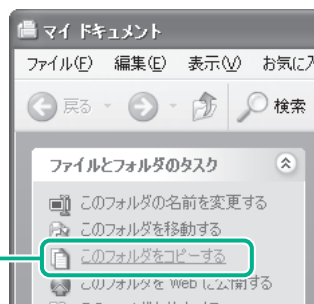 マイ ドキュメント
ファイル(F) 編集(E) 表示(V) お気に入
戻る 検索
ファイルとフォルダのタスク
このフォルダの名前を変更する
このフォルダを移動する
このフォルダをコピーする
このフォルダを Web に公開する